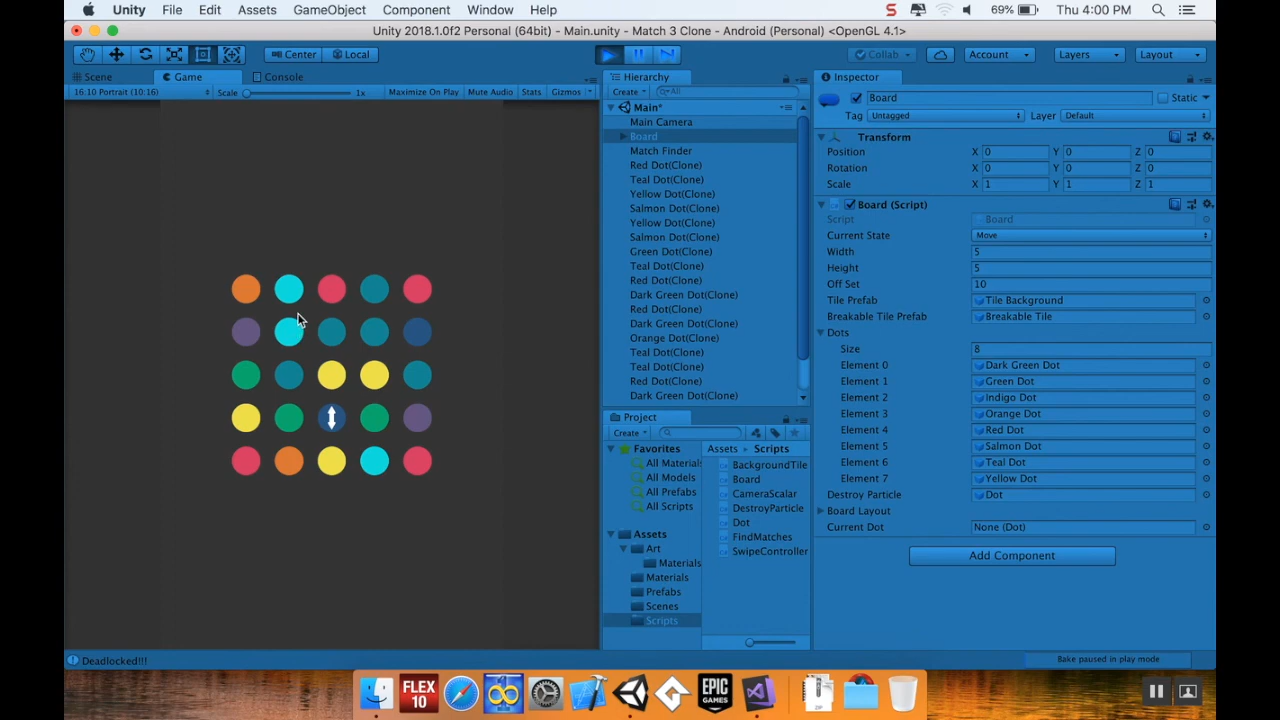 Unity File Edit Assets GameObject Component Window Help S 69% Thu 4:00 PM
Unity 2018.1.0f2 Personal (64bit) - Main.unity - Match 3 Clone - Android (Personal) <OpenGL 4.1>
Center Local Collab Account Layers Layout
Scene Game Console
16:10 Portrait (10:16) Scale 1x Maximize On Play Mute Audio Stats Gizmos
Hierarchy
Create All
Main*
Main Camera
Board
Match Finder
Red Dot(Clone)
Teal Dot(Clone)
Yellow Dot(Clone)
Salmon Dot(Clone)
Yellow Dot(Clone)
Salmon Dot(Clone)
Green Dot(Clone)
Teal Dot(Clone)
Red Dot(Clone)
Dark Green Dot(Clone)
Red Dot(Clone)
Dark Green Dot(Clone)
Orange Dot(Clone)
Teal Dot(Clone)
Teal Dot(Clone)
Red Dot(Clone)
Dark Green Dot(Clone)
Project
Create
Favorites
All Materials
All Models
All Prefabs
All Scripts
Assets
Art
Materials
Materials
Prefabs
Scenes
Scripts
Assets Scripts
BackgroundTile
Board
CameraScalar
DestroyParticle
Dot
FindMatches
SwipeController
Inspector
Board Static
Tag Untagged Layer Default
Transform
Position X 0 Y 0 Z 0
Rotation X 0 Y 0 Z 0
Scale X 1 Y 1 Z 1
Board (Script)
Script Board
Current State Move
Width 5
Height 5
Off Set 10
Tile Prefab Tile Background
Breakable Tile Prefab Breakable Tile
Dots
Size 8
Element 0 Dark Green Dot
Element 1 Green Dot
Element 2 Indigo Dot
Element 3 Orange Dot
Element 4 Red Dot
Element 5 Salmon Dot
Element 6 Teal Dot
Element 7 Yellow Dot
Destroy Particle Dot
Board Layout
Current Dot None (Dot)
Add Component
Deadlocked!!! Bake paused in play mode
FLEX 10 EPIC GAMES ZIP